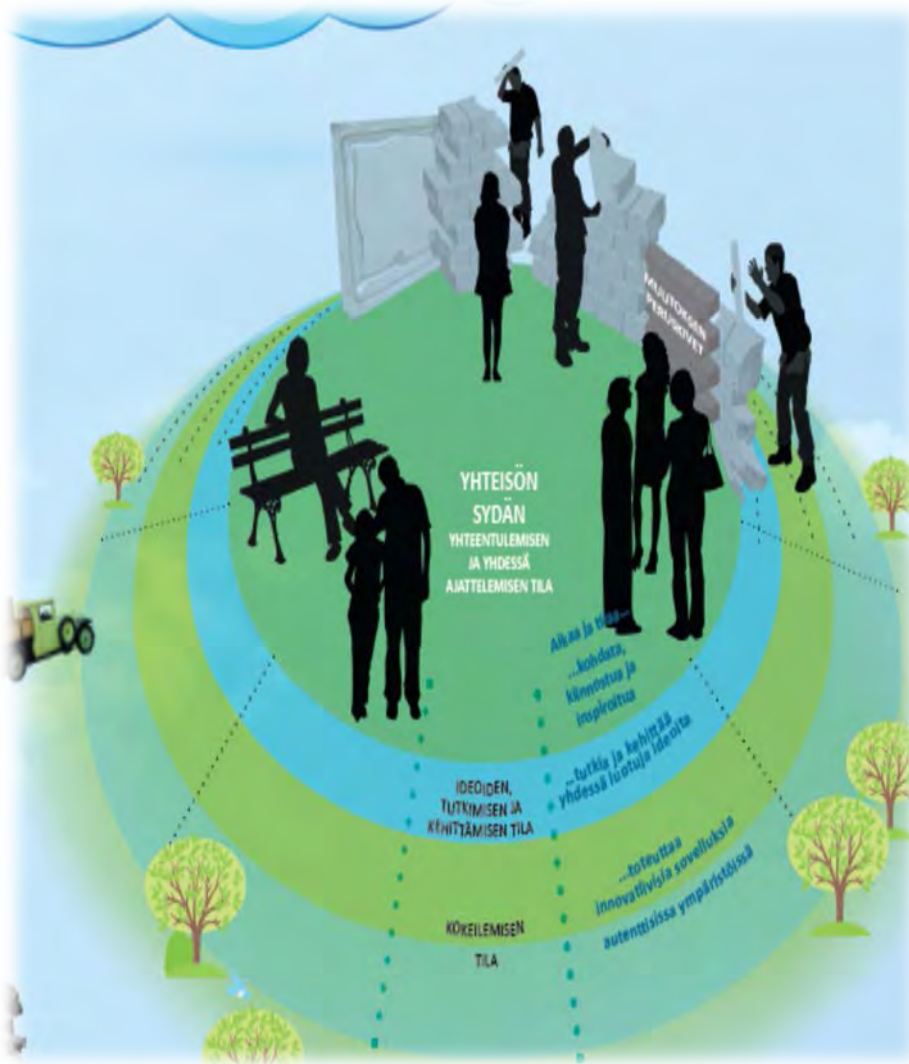 MUUTOKSEN
PERUSKIVET
YHTEISÖN
SYDÄN
YHTEENTULEMISEN
JA YHDESSÄ
AJATTELEMISEN TILA
Aikaa ja tilaa...
...kohdata,
kiinnostua ja
inspiroitua
IDEOIDEN,
TUTKIMISEN JA
KEHITTÄMISEN TILA
...tutkia ja kehittää
yhdessä luotuja ideoita
KOKEILEMISEN
TILA
...toteuttaa
innovatiivisia sovelluksia
autenttisissa ympäristöissä